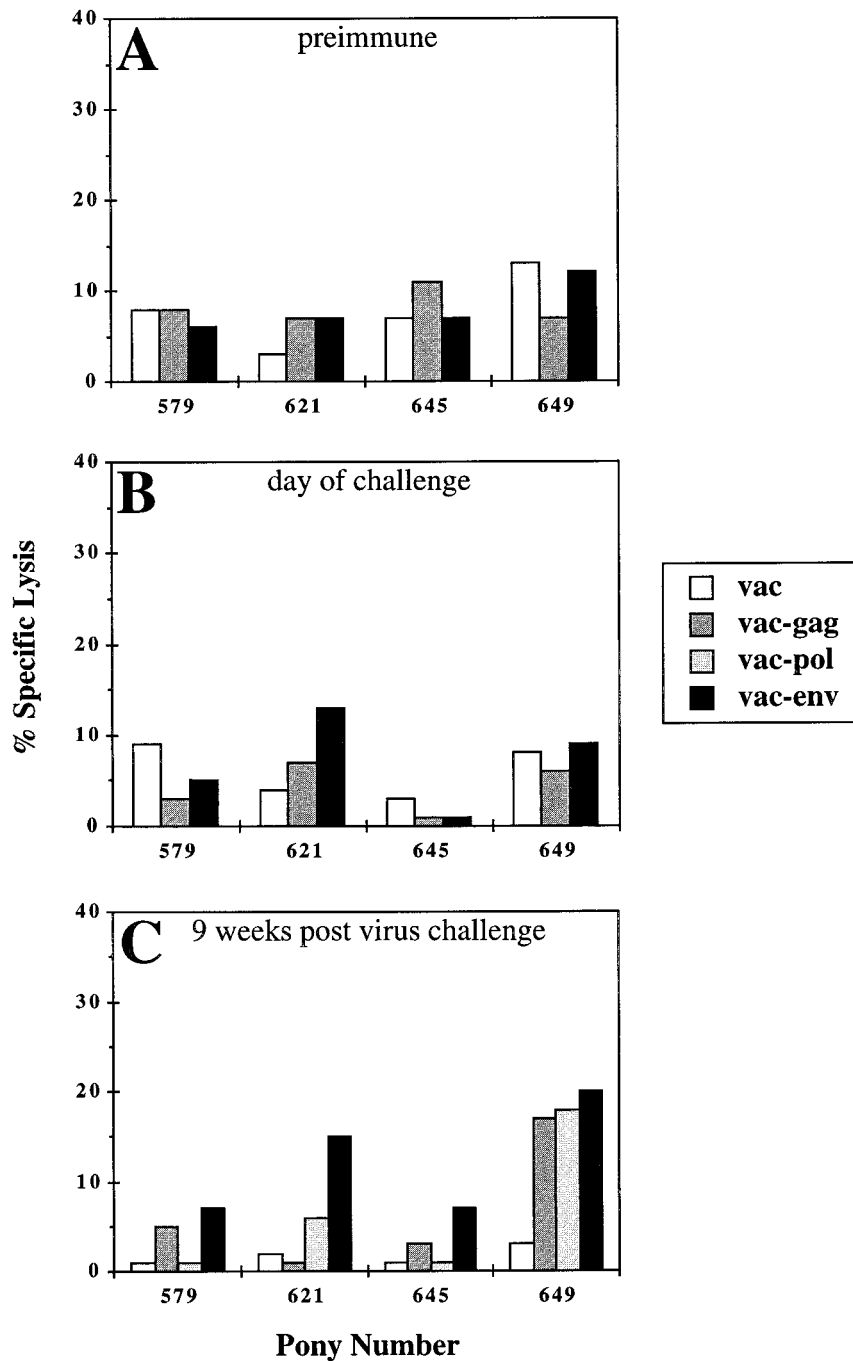 A preimmune
40
30
20
10
0
579 621 645 649
B day of challenge
40
30
20
10
0
579 621 645 649
% Specific Lysis
vac
vac-gag
vac-pol
vac-env
C 9 weeks post virus challenge
40
30
20
10
0
579 621 645 649
Pony Number